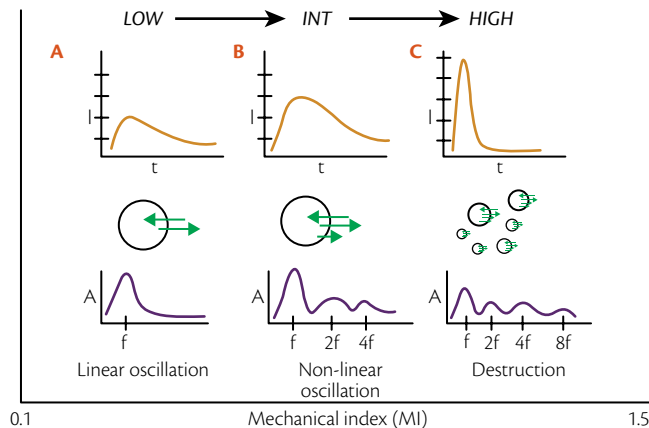 LOW INT HIGH
A B C
I I I
t t t
A A A
f f 2f 4f f 2f 4f 8f
Linear oscillation Non-linear oscillation Destruction
0.1 Mechanical index (MI) 1.5